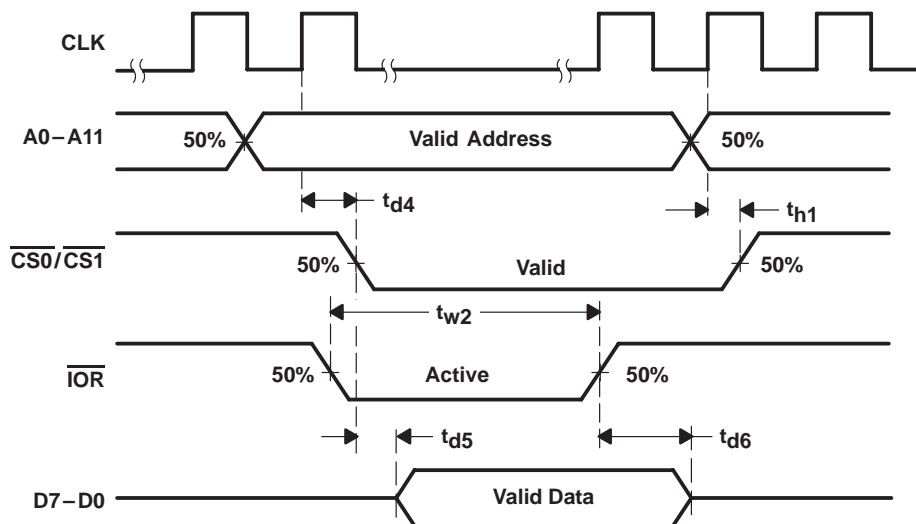 CLK
A0–A11
50%
Valid Address
50%
td4
th1
CS0/CS1
50%
Valid
50%
tw2
IOR
50%
Active
50%
td5
td6
D7–D0
Valid Data